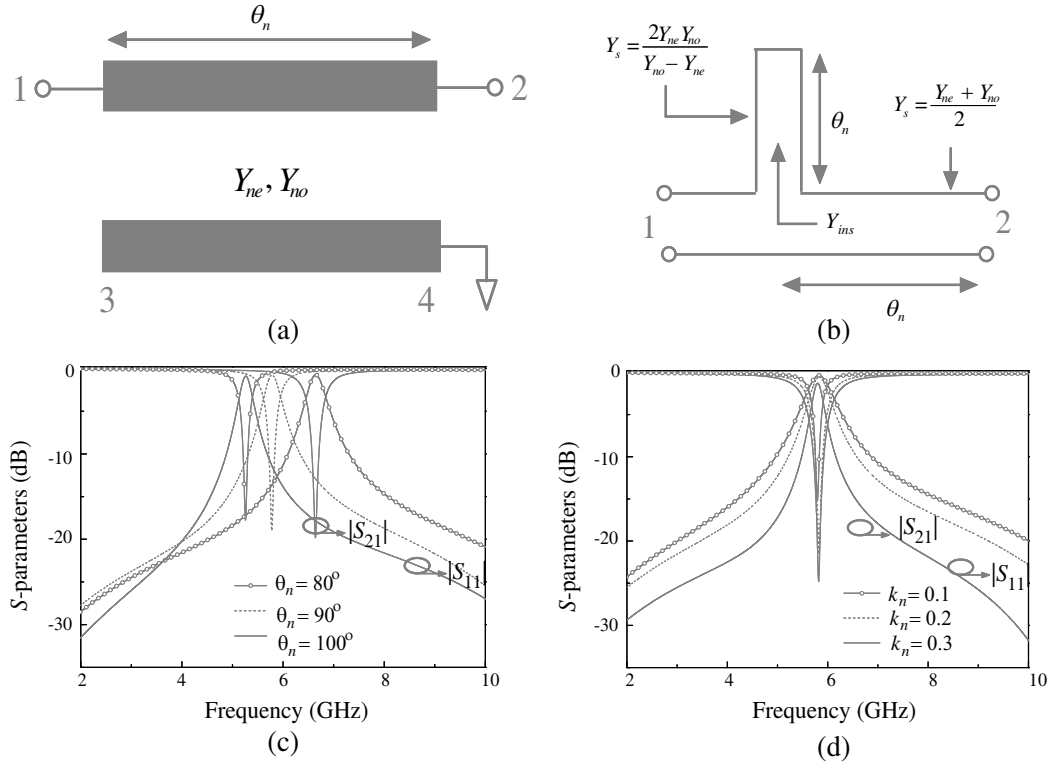 θn
1
2
Yne, Yno
3
4
(a)
Ys = 2YneYno / Yno − Yne
θn
Ys = Yne + Yno / 2
1
2
Yins
θn
(b)
0
-10
-20
-30
S-parameters (dB)
|S21|
|S11|
θn = 80º
θn = 90º
θn = 100º
2
4
6
8
10
Frequency (GHz)
(c)
0
-10
-20
-30
S-parameters (dB)
|S21|
|S11|
kn = 0.1
kn = 0.2
kn = 0.3
2
4
6
8
10
Frequency (GHz)
(d)